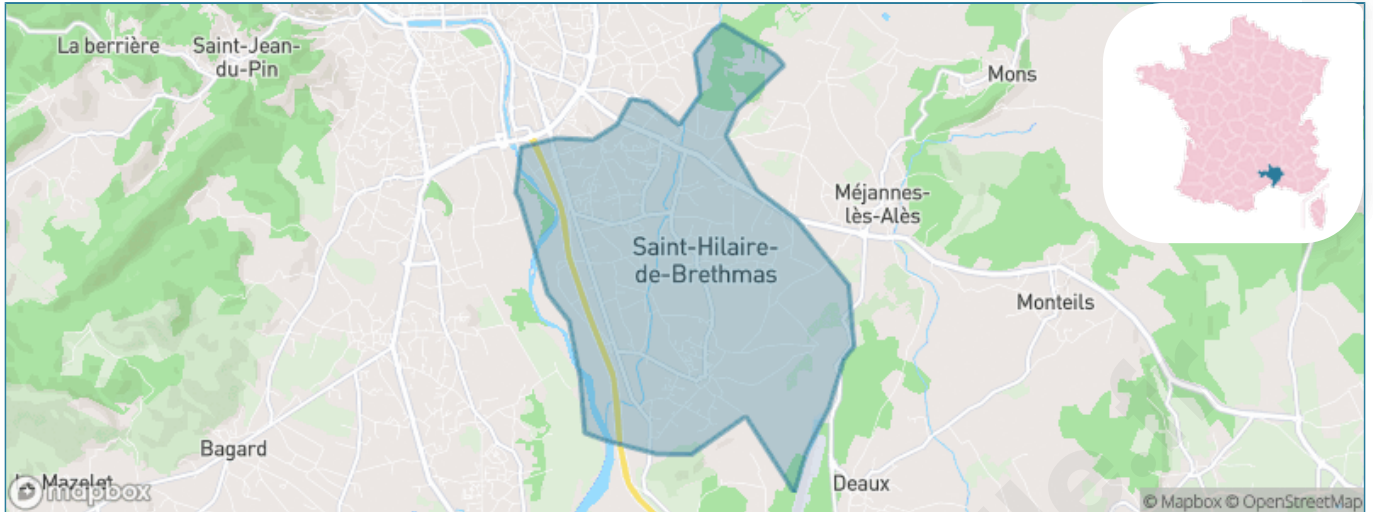 La berrière
Saint-Jean-
du-Pin
Mons
Méjannes-
lès-Alès
Saint-Hilaire-
de-Brethmas
Monteils
Bagard
Le Mazelet
Deaux
mapbox
© Mapbox © OpenStreetMap